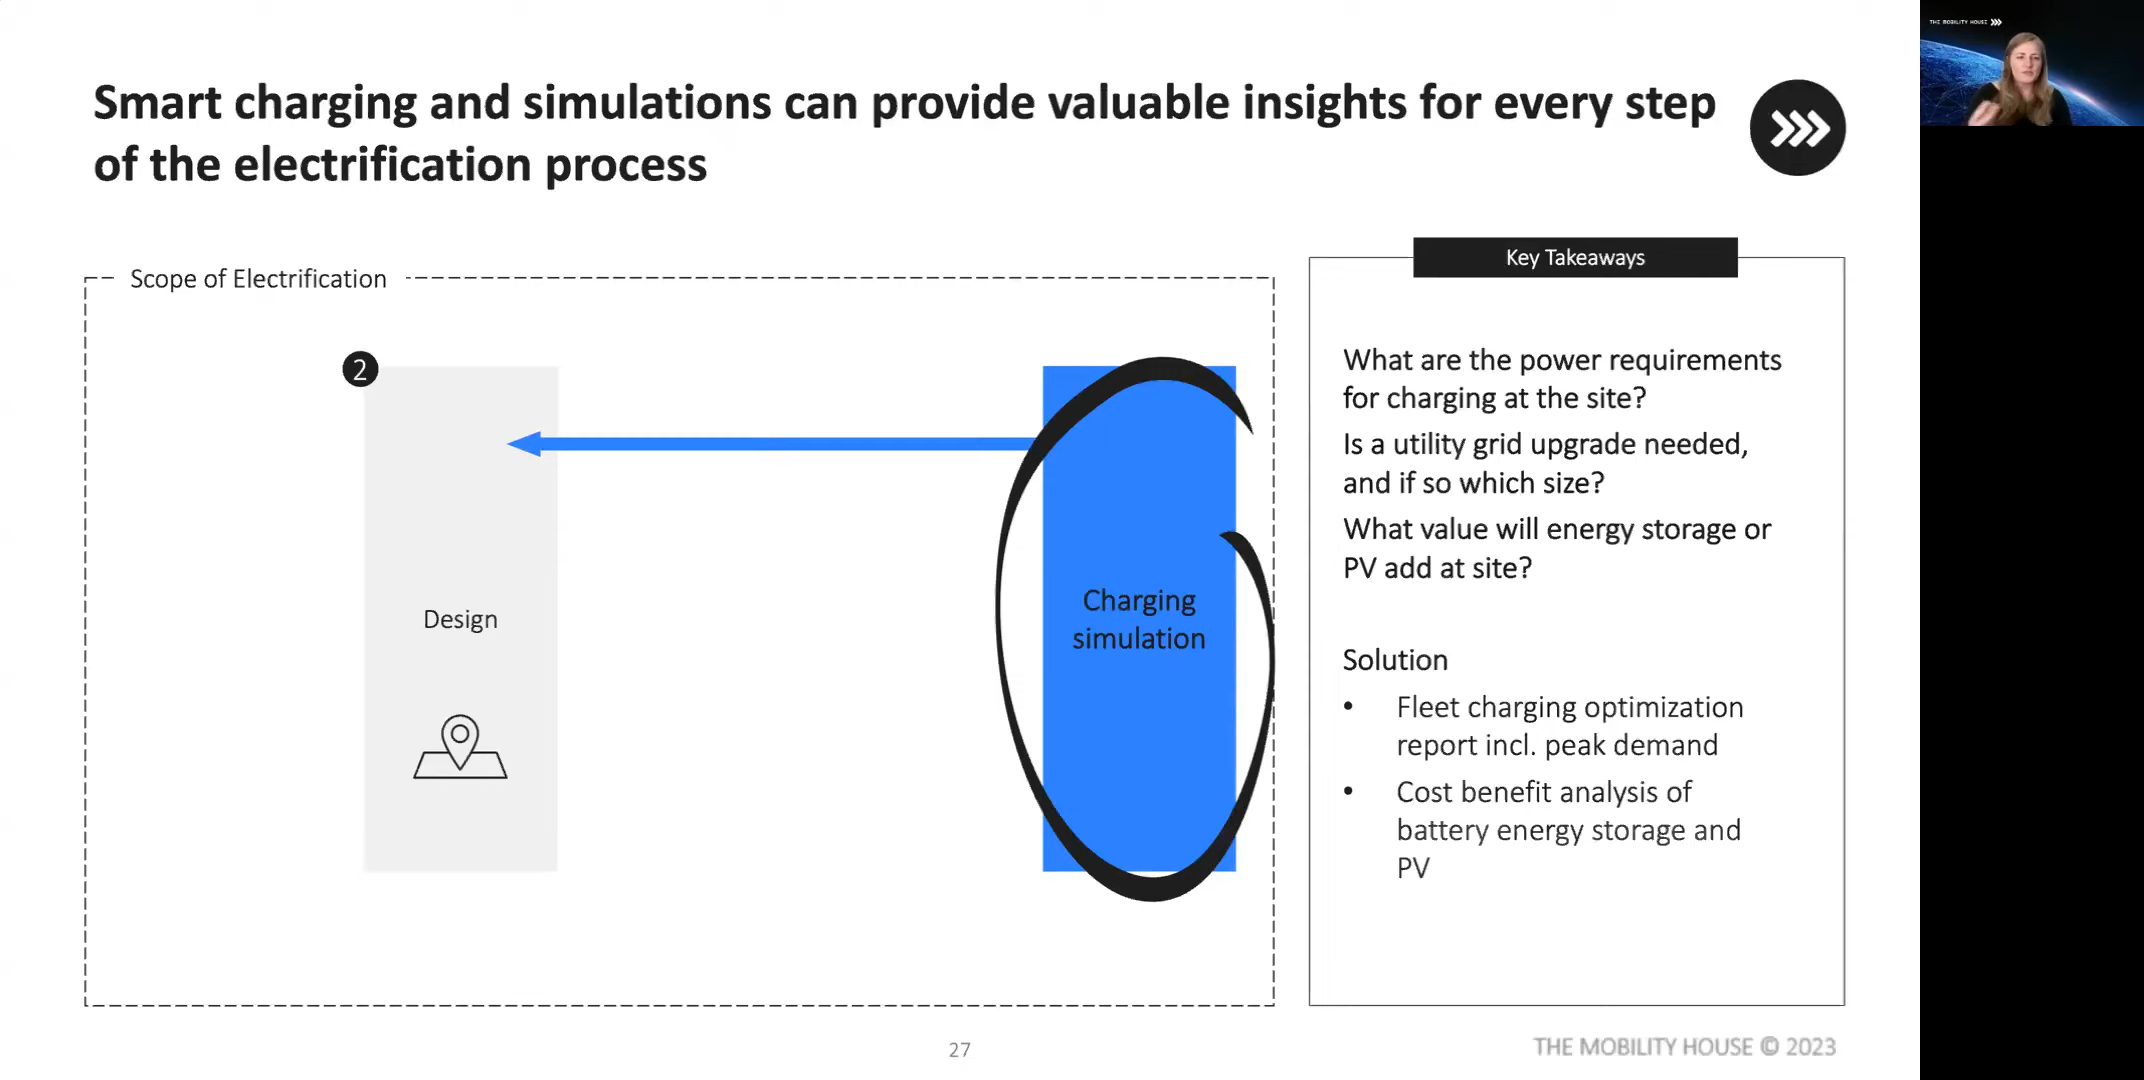 Smart charging and simulations can provide valuable insights for every step
of the electrification process
THE MOBILITY HOUSE
Scope of Electrification
2
Design
Charging
simulation
Key Takeaways
What are the power requirements
for charging at the site?
Is a utility grid upgrade needed,
and if so which size?
What value will energy storage or
PV add at site?
Solution
• Fleet charging optimization
report incl. peak demand
• Cost benefit analysis of
battery energy storage and
PV
27
THE MOBILITY HOUSE © 2023